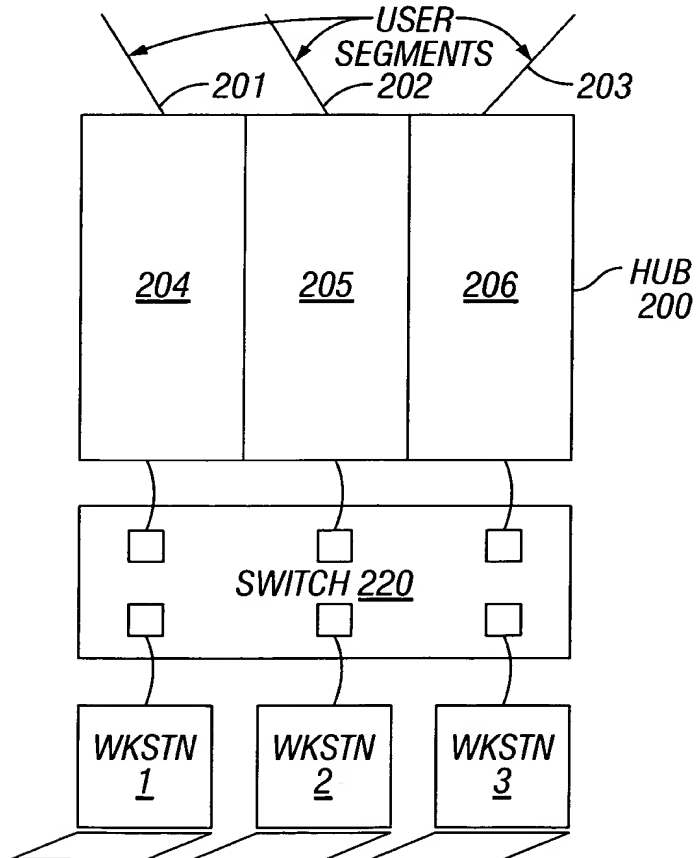 USER
SEGMENTS
201
202
203
204
205
206
HUB
200
SWITCH 220
WKSTN
1
WKSTN
2
WKSTN
3